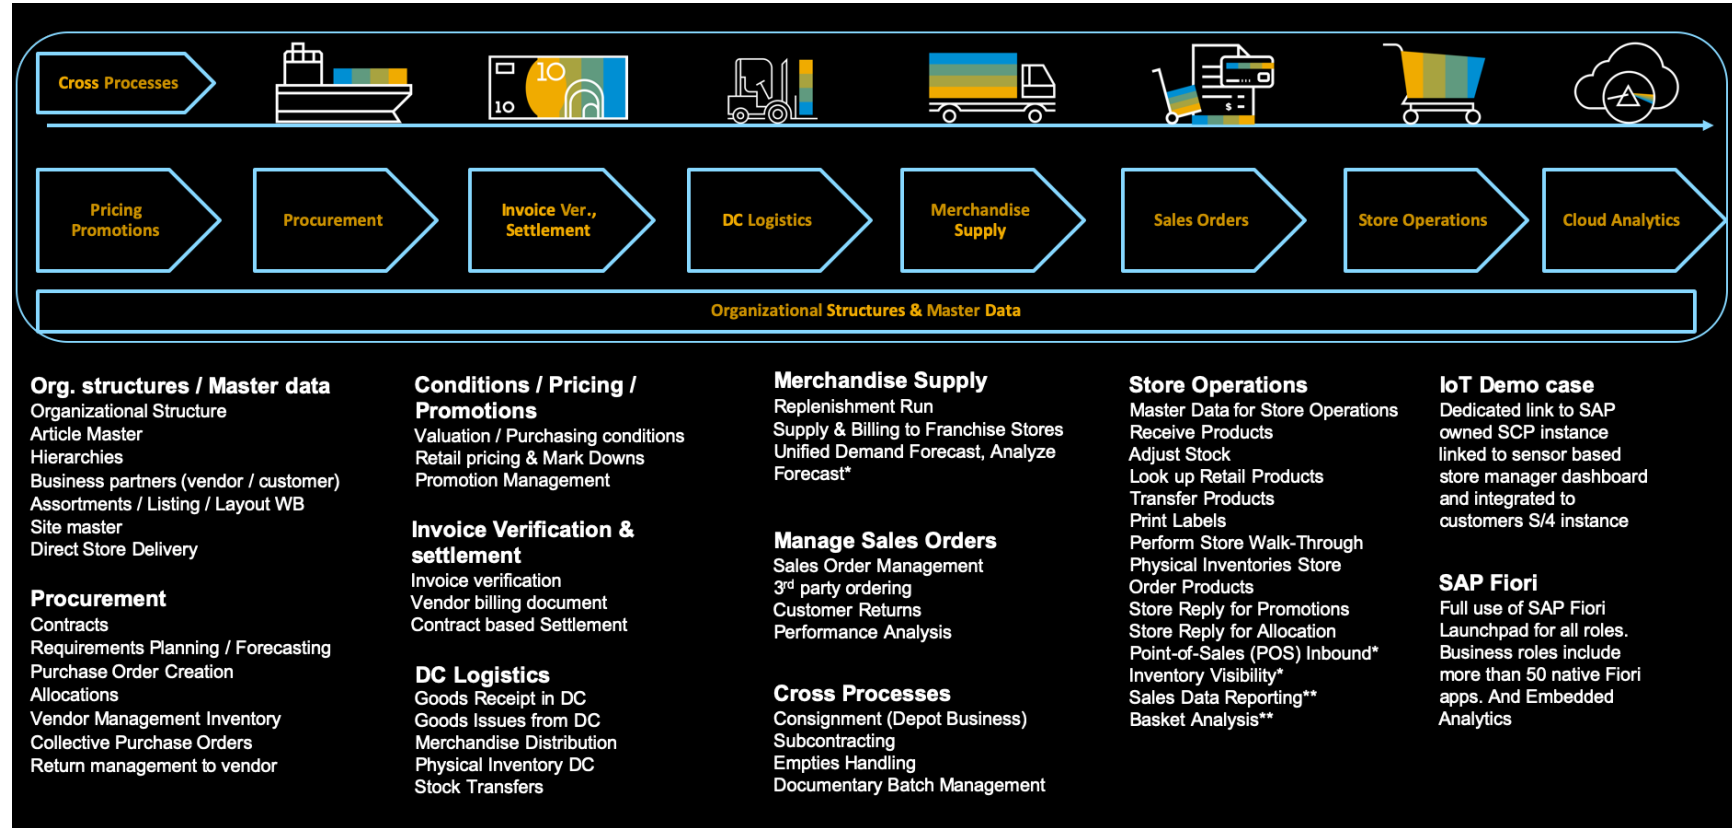 Cross Processes
10
10
$ -
Pricing
Promotions
Procurement
Invoice Ver.,
Settlement
DC Logistics
Merchandise
Supply
Sales Orders
Store Operations
Cloud Analytics
Organizational Structures & Master Data
Org. structures / Master data
Organizational Structure
Article Master
Hierarchies
Business partners (vendor / customer)
Assortments / Listing / Layout WB
Site master
Direct Store Delivery
Procurement
Contracts
Requirements Planning / Forecasting
Purchase Order Creation
Allocations
Vendor Management Inventory
Collective Purchase Orders
Return management to vendor
Conditions / Pricing /
Promotions
Valuation / Purchasing conditions
Retail pricing & Mark Downs
Promotion Management
Invoice Verification &
settlement
Invoice verification
Vendor billing document
Contract based Settlement
DC Logistics
Goods Receipt in DC
Goods Issues from DC
Merchandise Distribution
Physical Inventory DC
Stock Transfers
Merchandise Supply
Replenishment Run
Supply & Billing to Franchise Stores
Unified Demand Forecast, Analyze
Forecast*
Manage Sales Orders
Sales Order Management
3rd party ordering
Customer Returns
Performance Analysis
Cross Processes
Consignment (Depot Business)
Subcontracting
Empties Handling
Documentary Batch Management
Store Operations
Master Data for Store Operations
Receive Products
Adjust Stock
Look up Retail Products
Transfer Products
Print Labels
Perform Store Walk-Through
Physical Inventories Store
Order Products
Store Reply for Promotions
Store Reply for Allocation
Point-of-Sales (POS) Inbound*
Inventory Visibility*
Sales Data Reporting**
Basket Analysis**
IoT Demo case
Dedicated link to SAP
owned SCP instance
linked to sensor based
store manager dashboard
and integrated to
customers S/4 instance
SAP Fiori
Full use of SAP Fiori
Launchpad for all roles.
Business roles include
more than 50 native Fiori
apps. And Embedded
Analytics